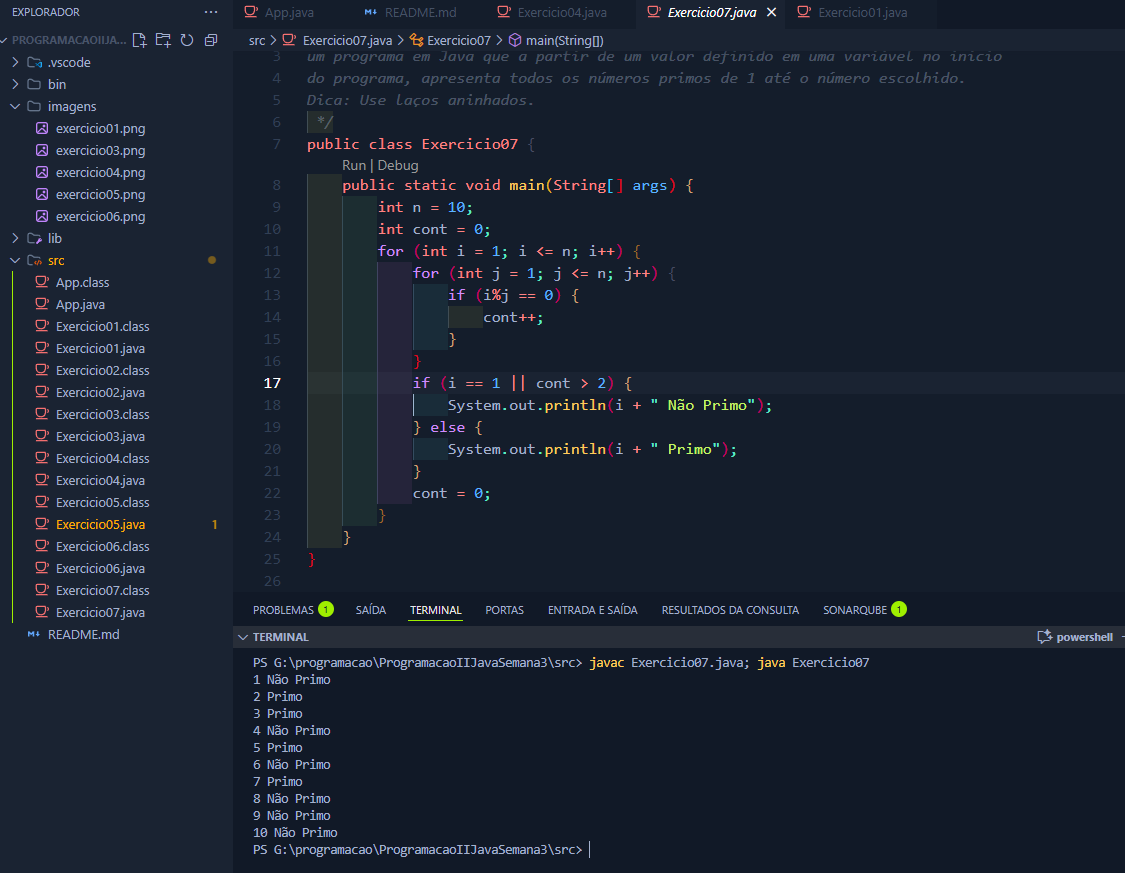 EXPLORADOR ···
PROGRAMACAOIIJA...
.vscode
bin
imagens
exercicio01.png
exercicio03.png
exercicio04.png
exercicio05.png
exercicio06.png
lib
src
App.class
App.java
Exercicio01.class
Exercicio01.java
Exercicio02.class
Exercicio02.java
Exercicio03.class
Exercicio03.java
Exercicio04.class
Exercicio04.java
Exercicio05.class
Exercicio05.java 1
Exercicio06.class
Exercicio06.java
Exercicio07.class
Exercicio07.java
README.md
App.java README.md Exercicio04.java Exercicio07.java Exercicio01.java
src > Exercicio07.java > Exercicio07 > main(String[])
3 um programa em Java que a partir de um valor definido em uma variável no início
4 do programa, apresenta todos os números primos de 1 até o número escolhido.
5 Dica: Use laços aninhados.
6 */
7 public class Exercicio07 {
Run | Debug
8 public static void main(String[] args) {
9 int n = 10;
10 int cont = 0;
11 for (int i = 1; i <= n; i++) {
12 for (int j = 1; j <= n; j++) {
13 if (i%j == 0) {
14 cont++;
15 }
16 }
17 if (i == 1 || cont > 2) {
18 System.out.println(i + " Não Primo");
19 } else {
20 System.out.println(i + " Primo");
21 }
22 cont = 0;
23 }
24 }
25 }
26
PROBLEMAS 1 SAÍDA TERMINAL PORTAS ENTRADA E SAÍDA RESULTADOS DA CONSULTA SONARQUBE 1
TERMINAL powershell
PS G:\programacao\ProgramacaoIIJavaSemana3\src> javac Exercicio07.java; java Exercicio07
1 Não Primo
2 Primo
3 Primo
4 Não Primo
5 Primo
6 Não Primo
7 Primo
8 Não Primo
9 Não Primo
10 Não Primo
PS G:\programacao\ProgramacaoIIJavaSemana3\src>